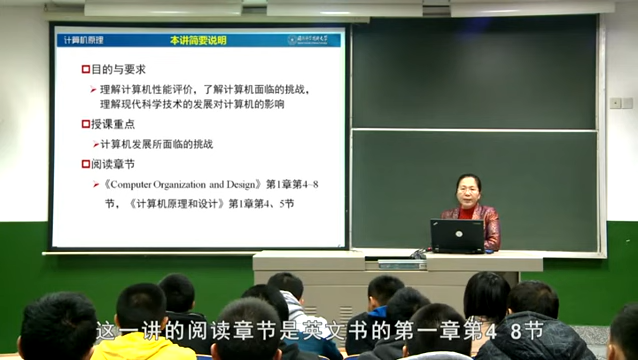 计算机原理
本讲简要说明
目的与要求
理解计算机性能评价，了解计算机面临的挑战，
理解现代科学技术的发展对计算机的影响
授课重点
计算机发展所面临的挑战
阅读章节
《Computer Organization and Design》第1章第4–8
节，《计算机原理和设计》第1章第4、5节
这一讲的阅读章节是英文书的第一章第4 8节